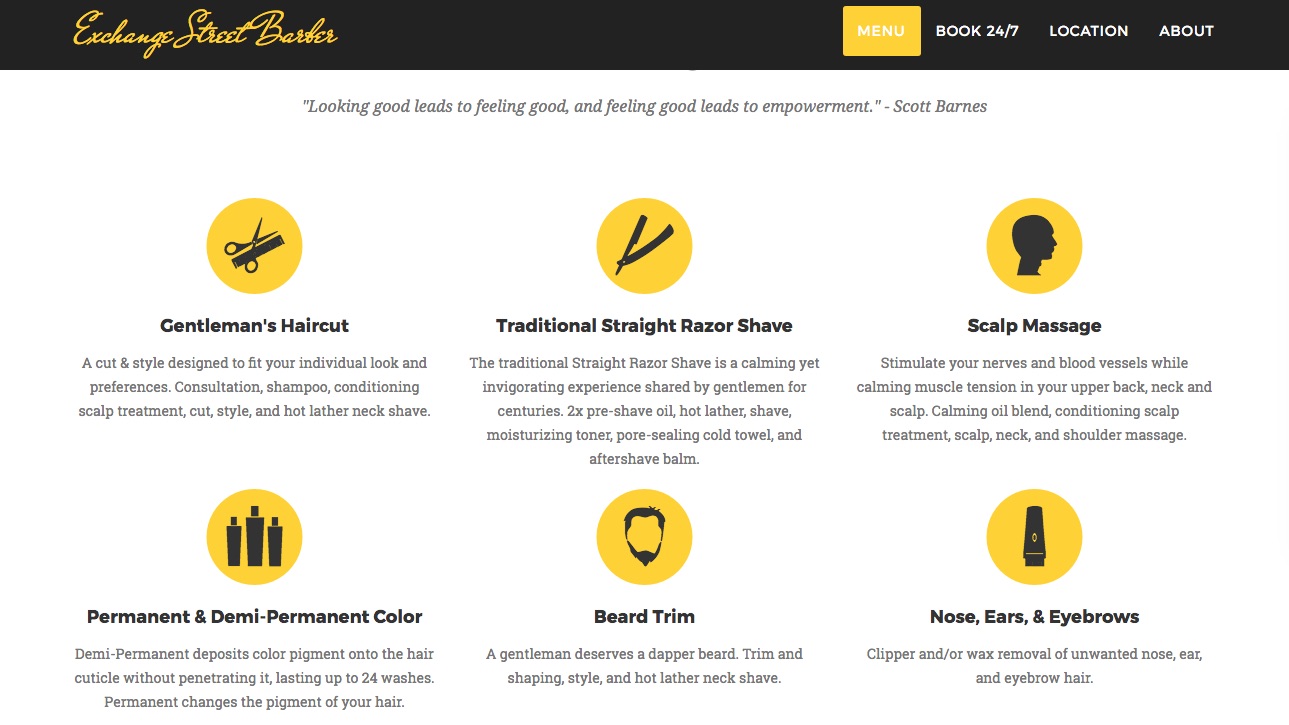 Exchange Street Barber
MENU
BOOK 24/7
LOCATION
ABOUT
"Looking good leads to feeling good, and feeling good leads to empowerment." - Scott Barnes
Gentleman's Haircut
A cut & style designed to fit your individual look and
preferences. Consultation, shampoo, conditioning
scalp treatment, cut, style, and hot lather neck shave.
Traditional Straight Razor Shave
The traditional Straight Razor Shave is a calming yet
invigorating experience shared by gentlemen for
centuries. 2x pre-shave oil, hot lather, shave,
moisturizing toner, pore-sealing cold towel, and
aftershave balm.
Scalp Massage
Stimulate your nerves and blood vessels while
calming muscle tension in your upper back, neck and
scalp. Calming oil blend, conditioning scalp
treatment, scalp, neck, and shoulder massage.
Permanent & Demi-Permanent Color
Demi-Permanent deposits color pigment onto the hair
cuticle without penetrating it, lasting up to 24 washes.
Permanent changes the pigment of your hair.
Beard Trim
A gentleman deserves a dapper beard. Trim and
shaping, style, and hot lather neck shave.
Nose, Ears, & Eyebrows
Clipper and/or wax removal of unwanted nose, ear,
and eyebrow hair.